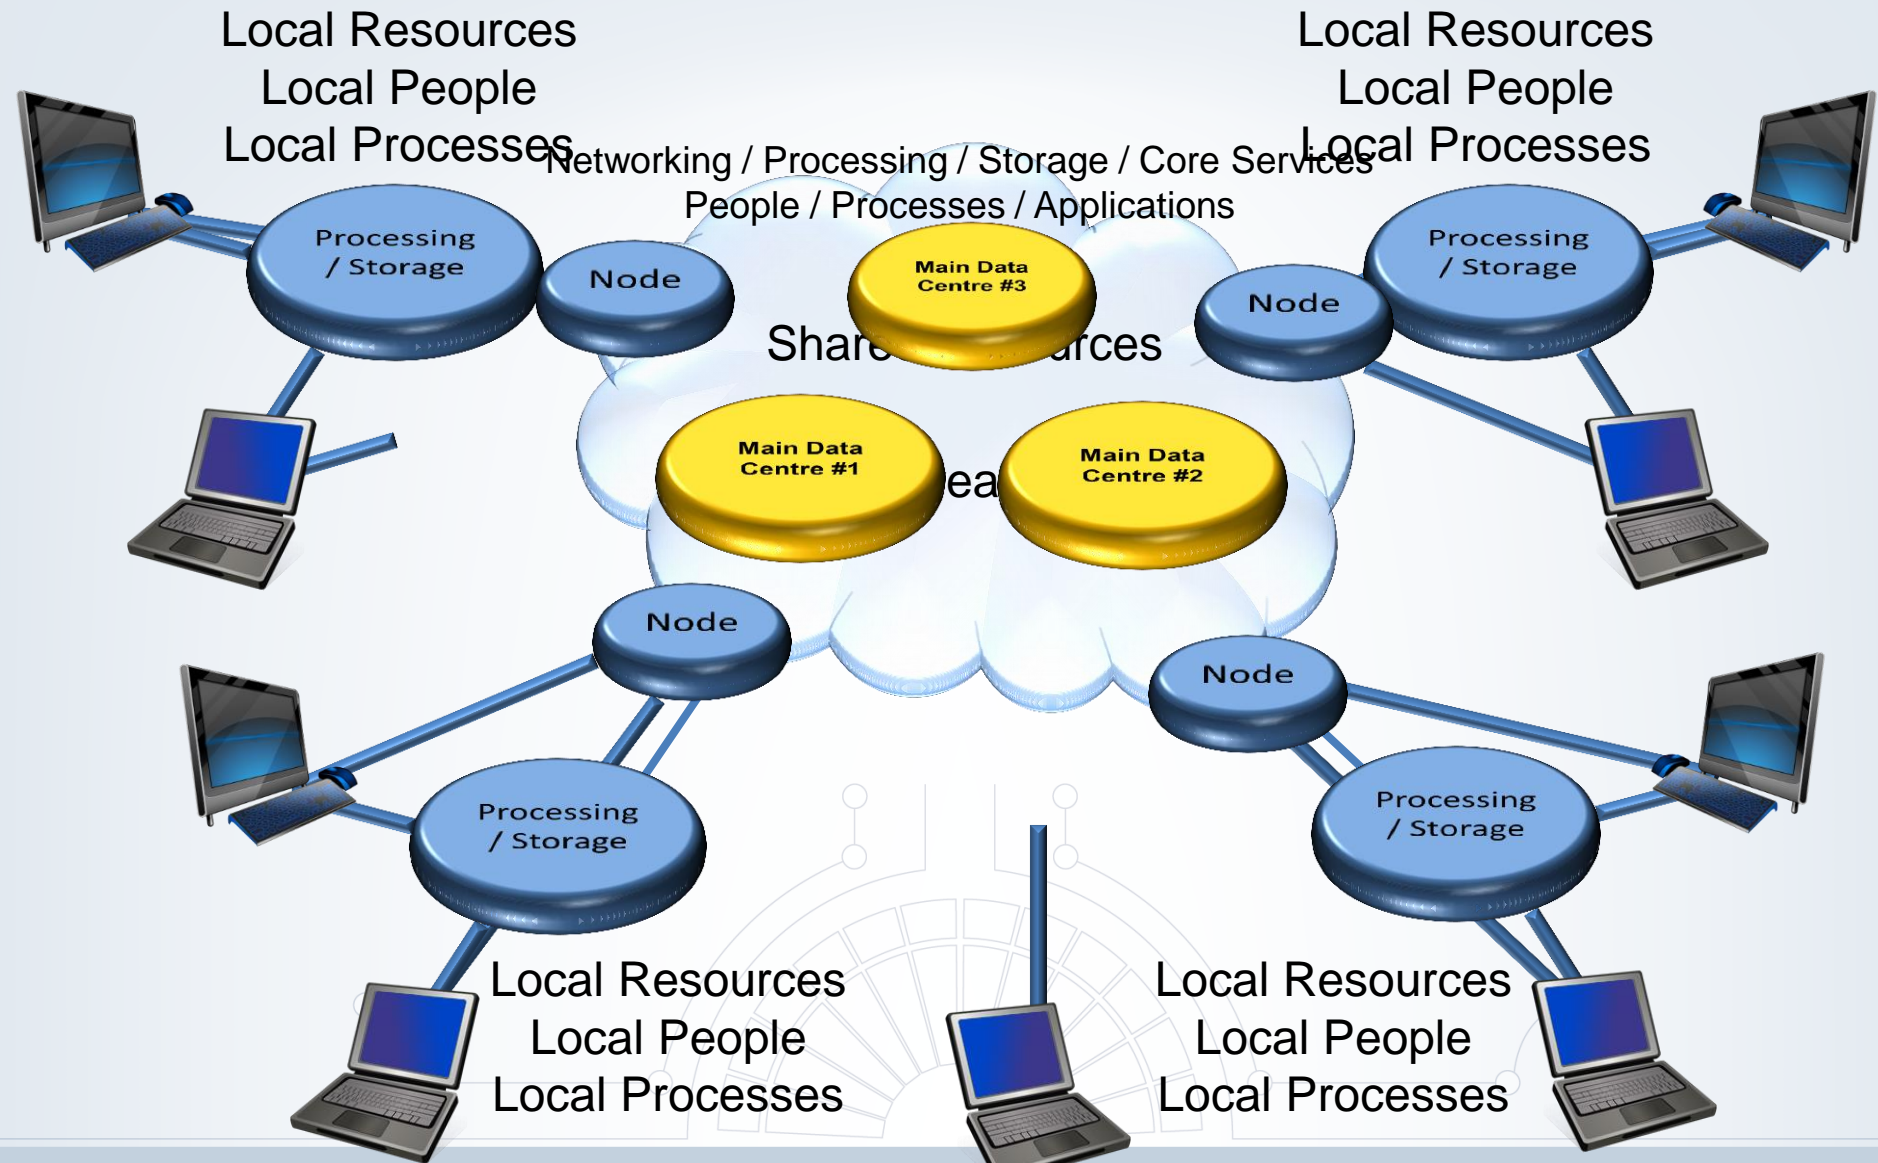 Local Resources
Local People
Local Processes
Local Resources
Local People
Local Processes
Networking / Processing / Storage / Core Services
People / Processes / Applications
Processing
/ Storage
Node
Main Data
Centre #3
Node
Processing
/ Storage
Main Data
Centre #1
Main Data
Centre #2
Node
Node
Processing
/ Storage
Processing
/ Storage
Local Resources
Local People
Local Processes
Local Resources
Local People
Local Processes